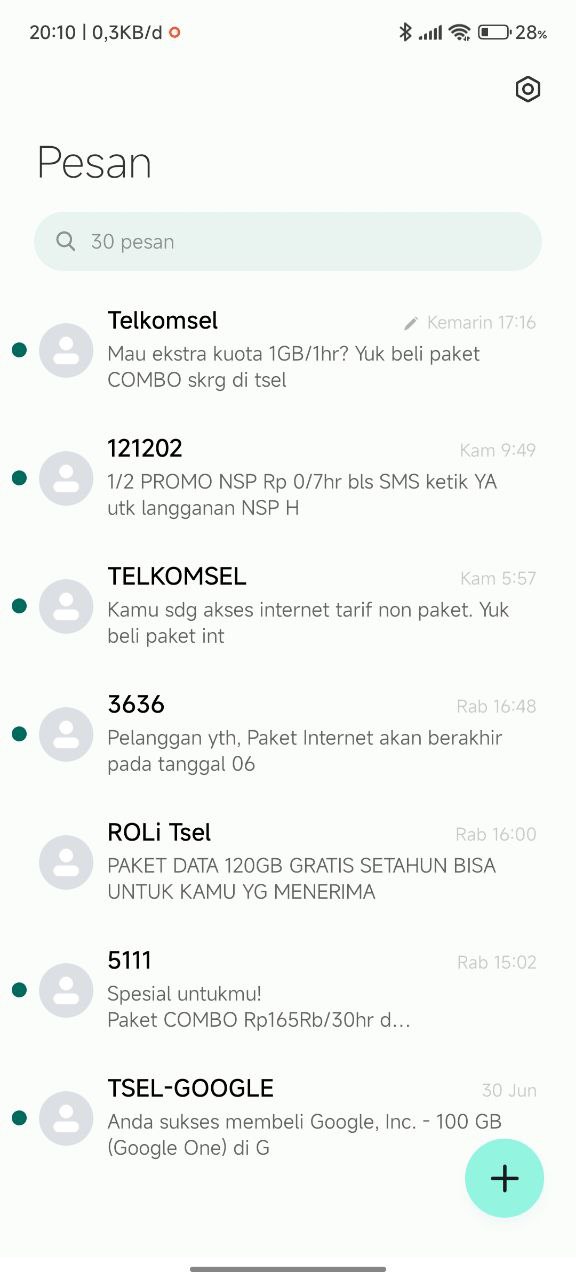 20:10 | 0,3KB/d 28%
Pesan
30 pesan
Telkomsel Kemarin 17:16
Mau ekstra kuota 1GB/1hr? Yuk beli paket
COMBO skrg di tsel
121202 Kam 9:49
1/2 PROMO NSP Rp 0/7hr bls SMS ketik YA
utk langganan NSP H
TELKOMSEL Kam 5:57
Kamu sdg akses internet tarif non paket. Yuk
beli paket int
3636 Rab 16:48
Pelanggan yth, Paket Internet akan berakhir
pada tanggal 06
ROLi Tsel Rab 16:00
PAKET DATA 120GB GRATIS SETAHUN BISA
UNTUK KAMU YG MENERIMA
5111 Rab 15:02
Spesial untukmu!
Paket COMBO Rp165Rb/30hr d...
TSEL-GOOGLE 30 Jun
Anda sukses membeli Google, Inc. - 100 GB
(Google One) di G